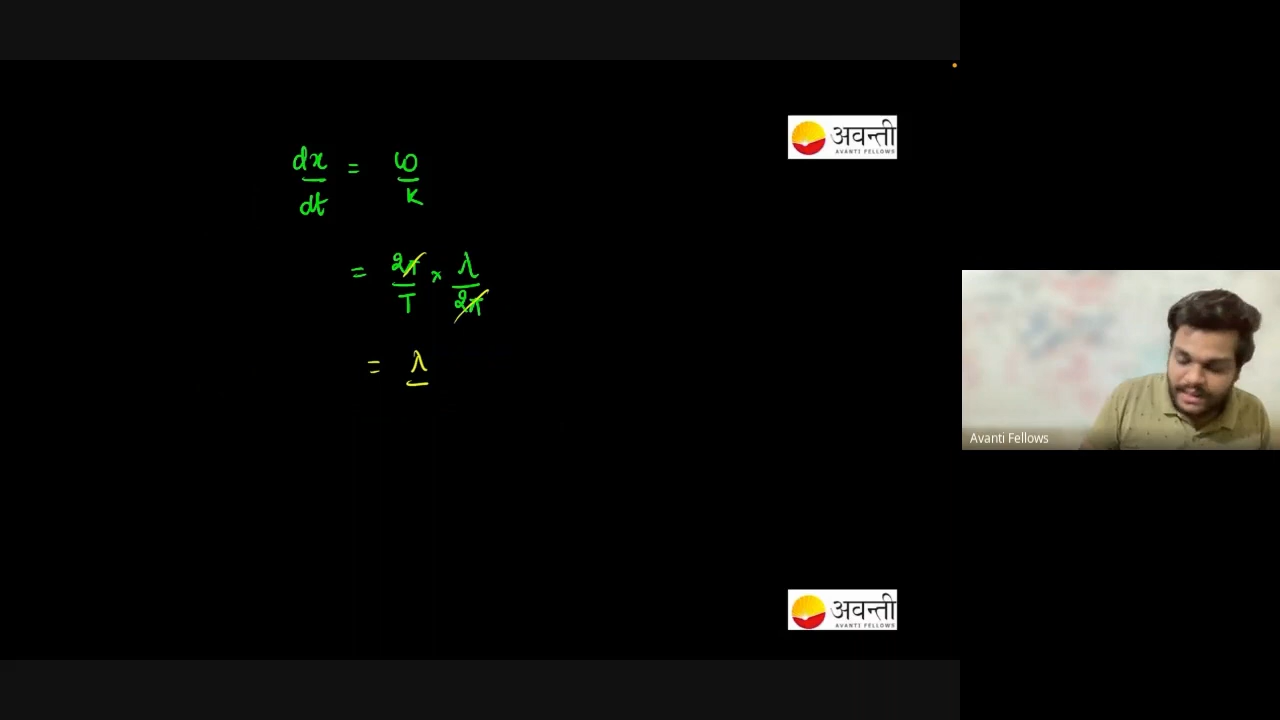 अवन्ती
AVANTI FELLOWS
dx/dt = ω/k
= 2π/T × λ/2π
= λ
Avanti Fellows
अवन्ती
AVANTI FELLOWS